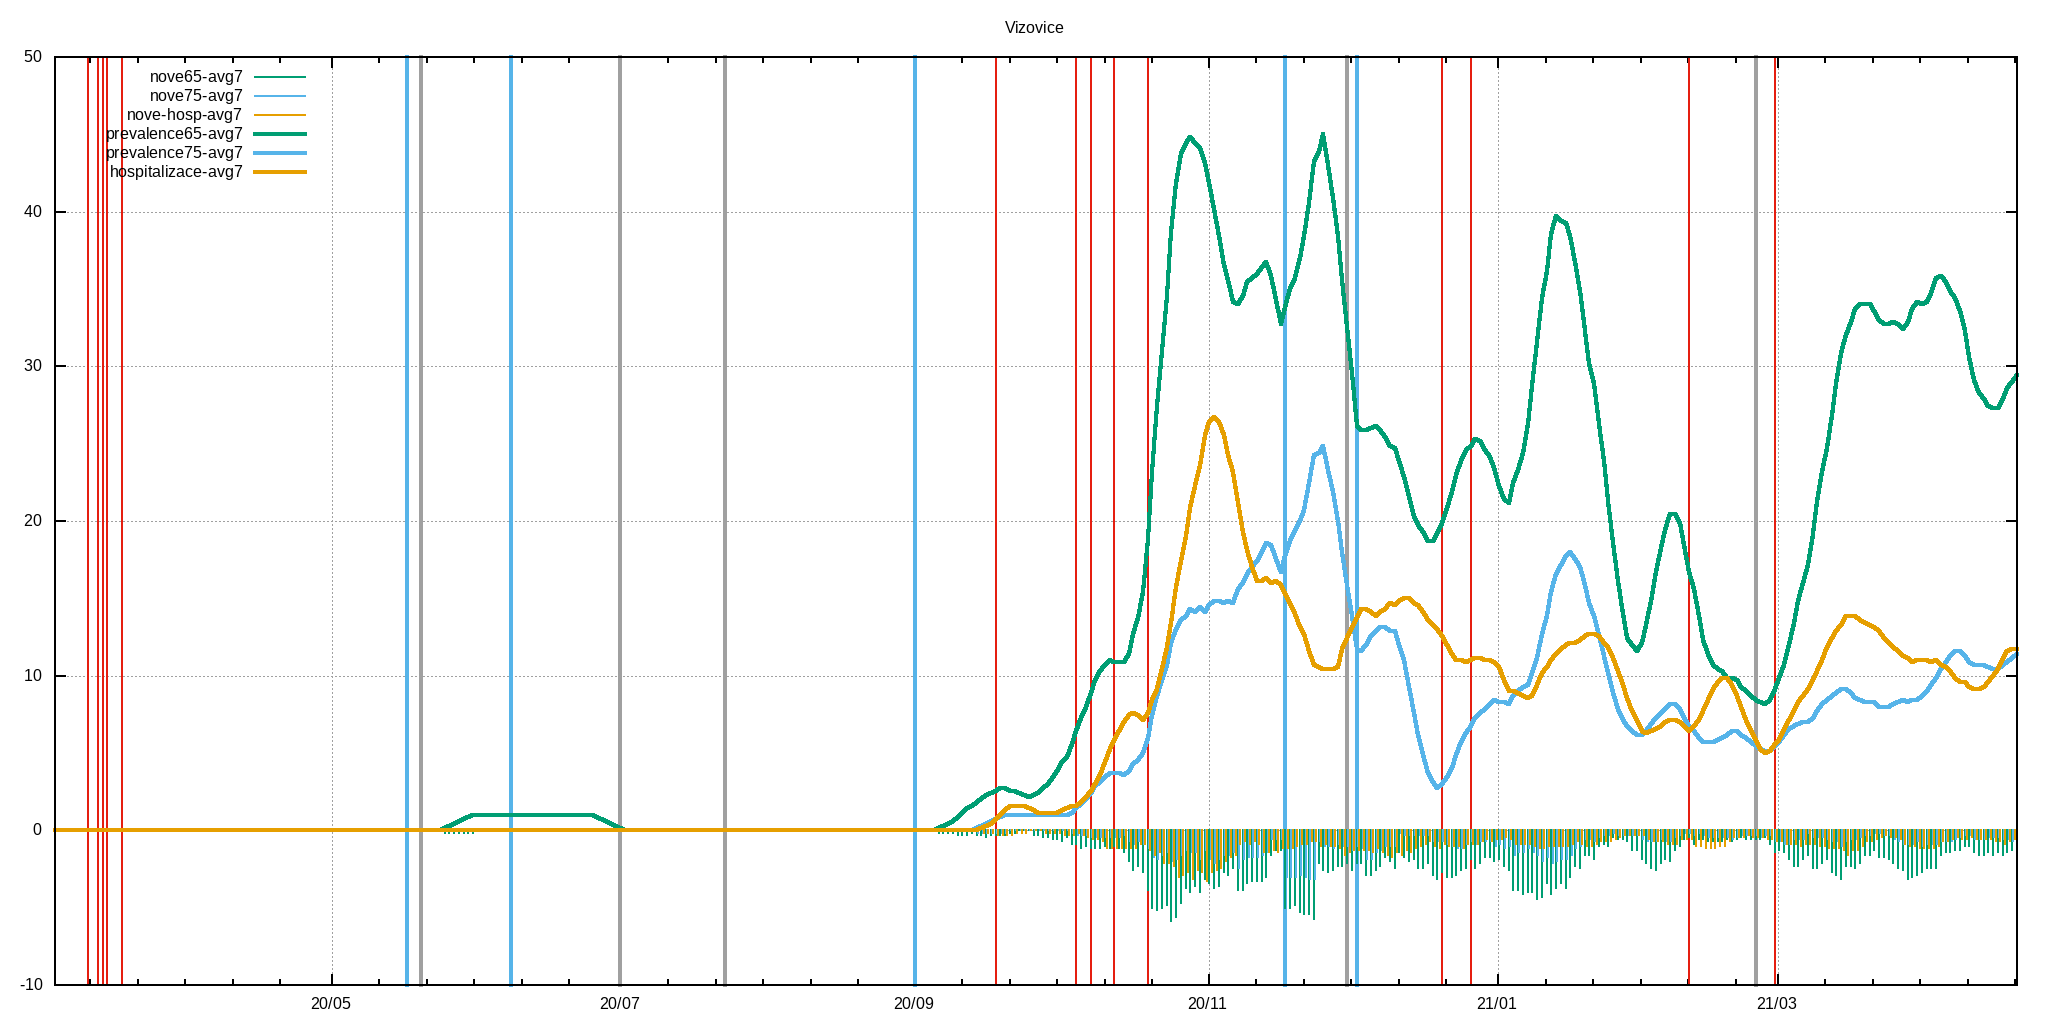 Vizovice
50
nove65-avg7
nove75-avg7
nove-hosp-avg7
prevalence65-avg7
prevalence75-avg7
hospitalizace-avg7
40
30
20
10
0
-10
20/05 20/07 20/09 20/11 21/01 21/03